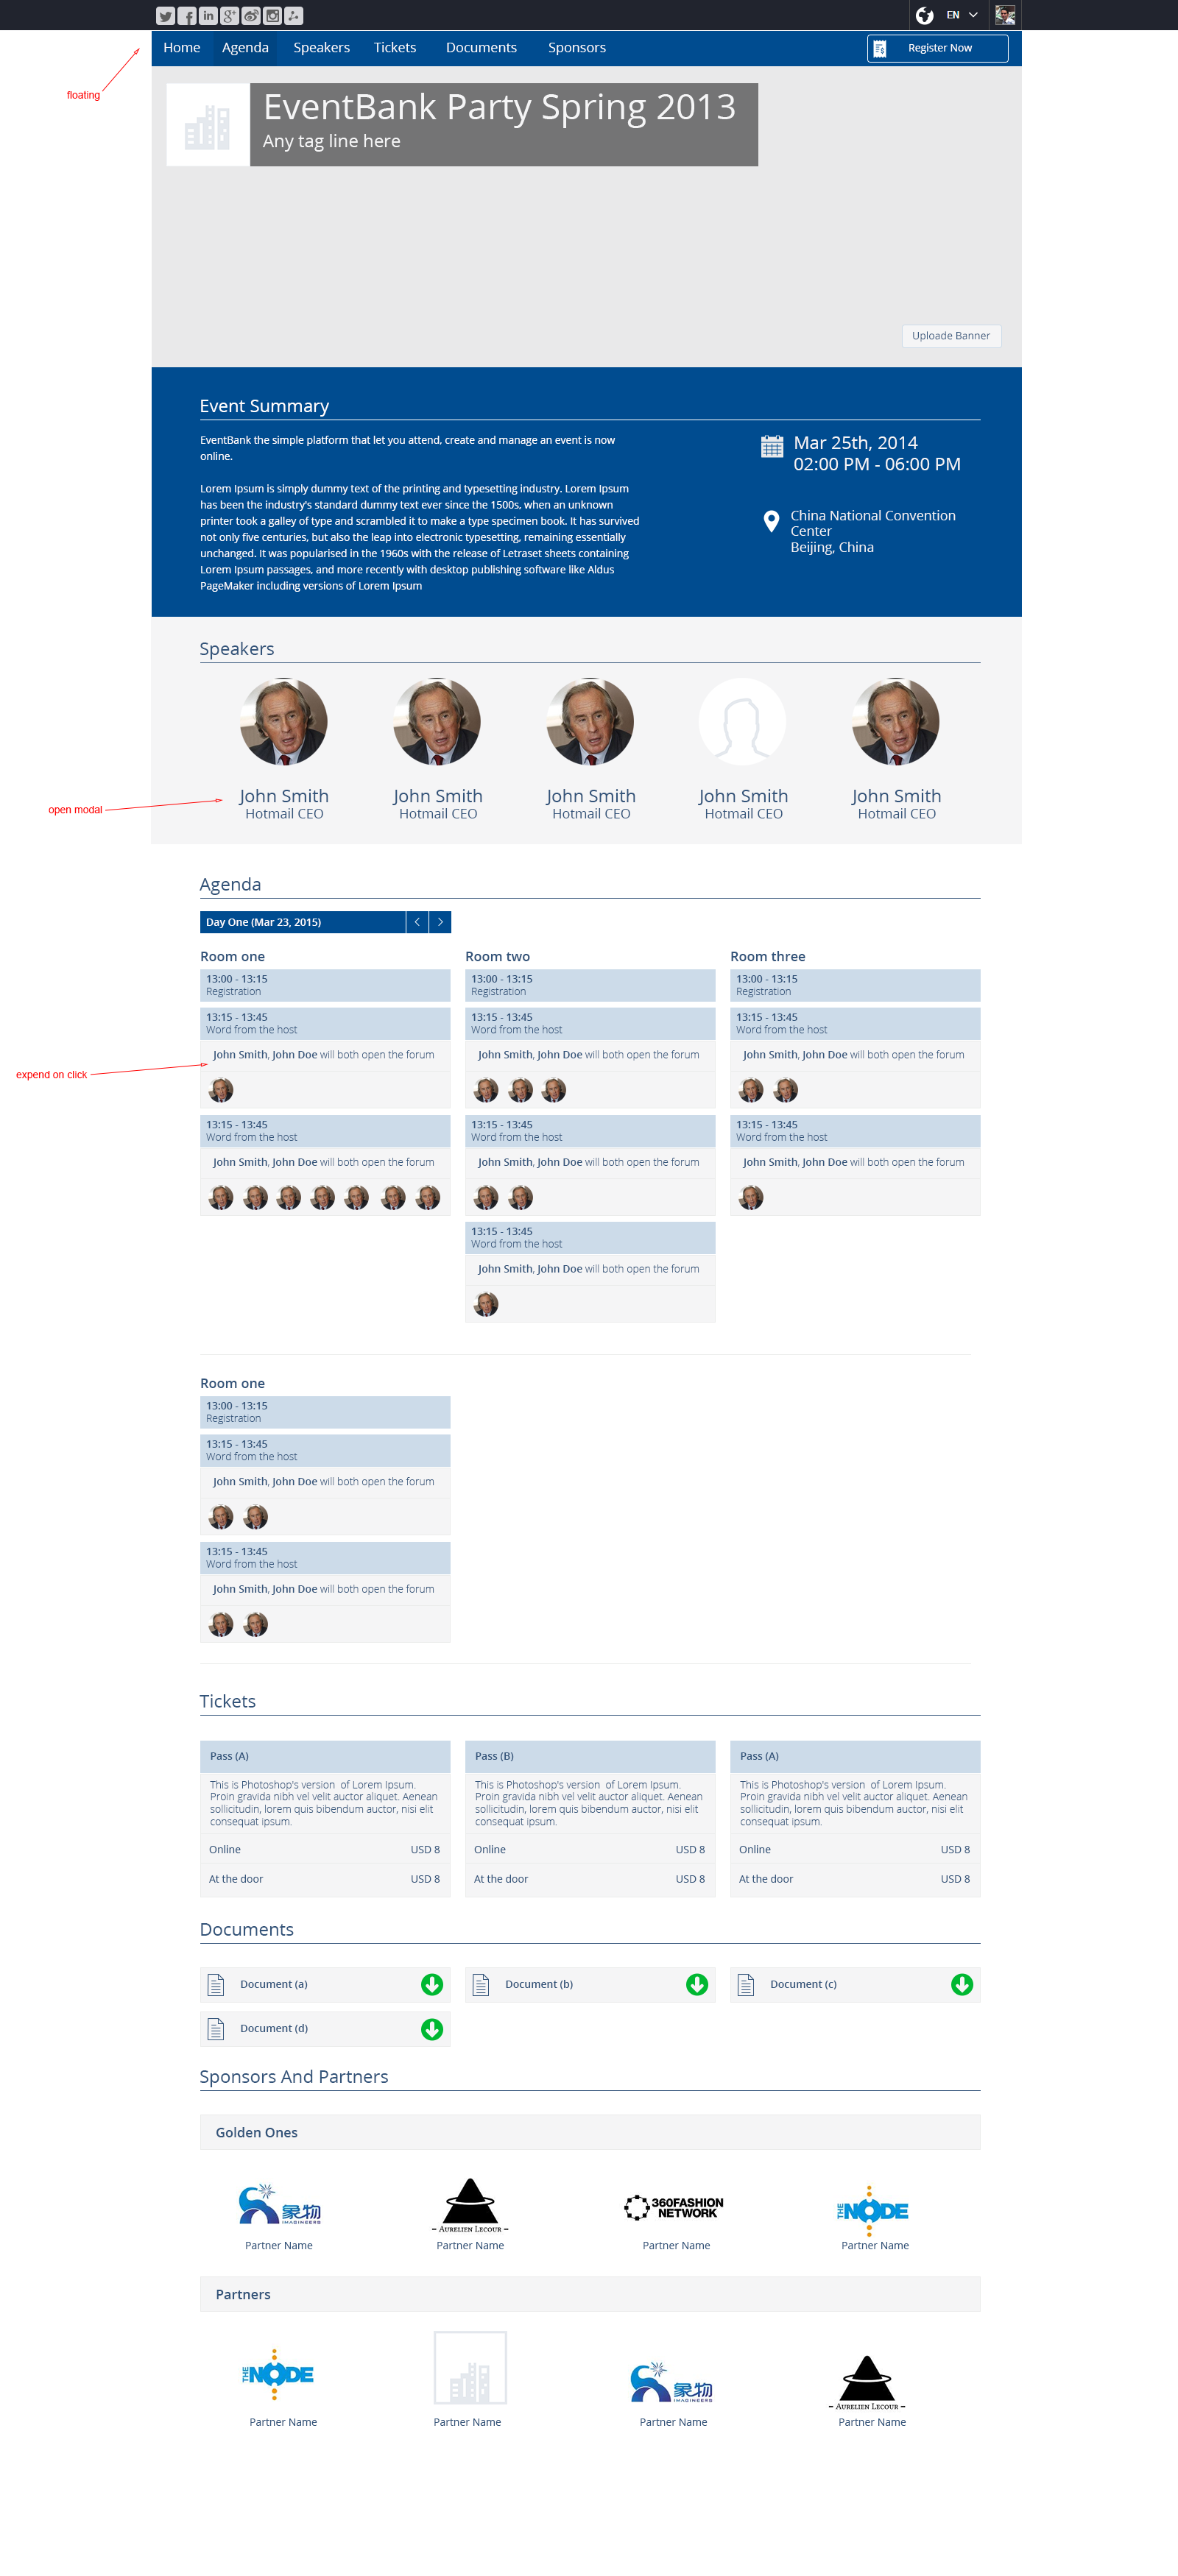 EN
Home Agenda Speakers Tickets Documents Sponsors Register Now
floating
EventBank Party Spring 2013
Any tag line here
Uploade Banner
Event Summary
EventBank the simple platform that let you attend, create and manage an event is now
online.
Lorem Ipsum is simply dummy text of the printing and typesetting industry. Lorem Ipsum
has been the industry's standard dummy text ever since the 1500s, when an unknown
printer took a galley of type and scrambled it to make a type specimen book. It has survived
not only five centuries, but also the leap into electronic typesetting, remaining essentially
unchanged. It was popularised in the 1960s with the release of Letraset sheets containing
Lorem Ipsum passages, and more recently with desktop publishing software like Aldus
PageMaker including versions of Lorem Ipsum
Mar 25th, 2014
02:00 PM - 06:00 PM
China National Convention
Center
Beijing, China
Speakers
open modal
John Smith John Smith John Smith John Smith John Smith
Hotmail CEO Hotmail CEO Hotmail CEO Hotmail CEO Hotmail CEO
Agenda
Day One (Mar 23, 2015)
Room one
13:00 - 13:15
Registration
13:15 - 13:45
Word from the host
expend on click
John Smith, John Doe will both open the forum
13:15 - 13:45
Word from the host
John Smith, John Doe will both open the forum
Room two
13:00 - 13:15
Registration
13:15 - 13:45
Word from the host
John Smith, John Doe will both open the forum
13:15 - 13:45
Word from the host
John Smith, John Doe will both open the forum
13:15 - 13:45
Word from the host
John Smith, John Doe will both open the forum
Room three
13:00 - 13:15
Registration
13:15 - 13:45
Word from the host
John Smith, John Doe will both open the forum
13:15 - 13:45
Word from the host
John Smith, John Doe will both open the forum
Room one
13:00 - 13:15
Registration
13:15 - 13:45
Word from the host
John Smith, John Doe will both open the forum
13:15 - 13:45
Word from the host
John Smith, John Doe will both open the forum
Tickets
Pass (A)
This is Photoshop's version of Lorem Ipsum.
Proin gravida nibh vel velit auctor aliquet. Aenean
sollicitudin, lorem quis bibendum auctor, nisi elit
consequat ipsum.
Online USD 8
At the door USD 8
Pass (B)
This is Photoshop's version of Lorem Ipsum.
Proin gravida nibh vel velit auctor aliquet. Aenean
sollicitudin, lorem quis bibendum auctor, nisi elit
consequat ipsum.
Online USD 8
At the door USD 8
Pass (A)
This is Photoshop's version of Lorem Ipsum.
Proin gravida nibh vel velit auctor aliquet. Aenean
sollicitudin, lorem quis bibendum auctor, nisi elit
consequat ipsum.
Online USD 8
At the door USD 8
Documents
Document (a) Document (b) Document (c)
Document (d)
Sponsors And Partners
Golden Ones
象物
IMAGINEERS
AURELIEN LECOUR
360FASHION
NETWORK
THE NODE
Partner Name Partner Name Partner Name Partner Name
Partners
THE NODE
象物
IMAGINEERS
AURELIEN LECOUR
Partner Name Partner Name Partner Name Partner Name